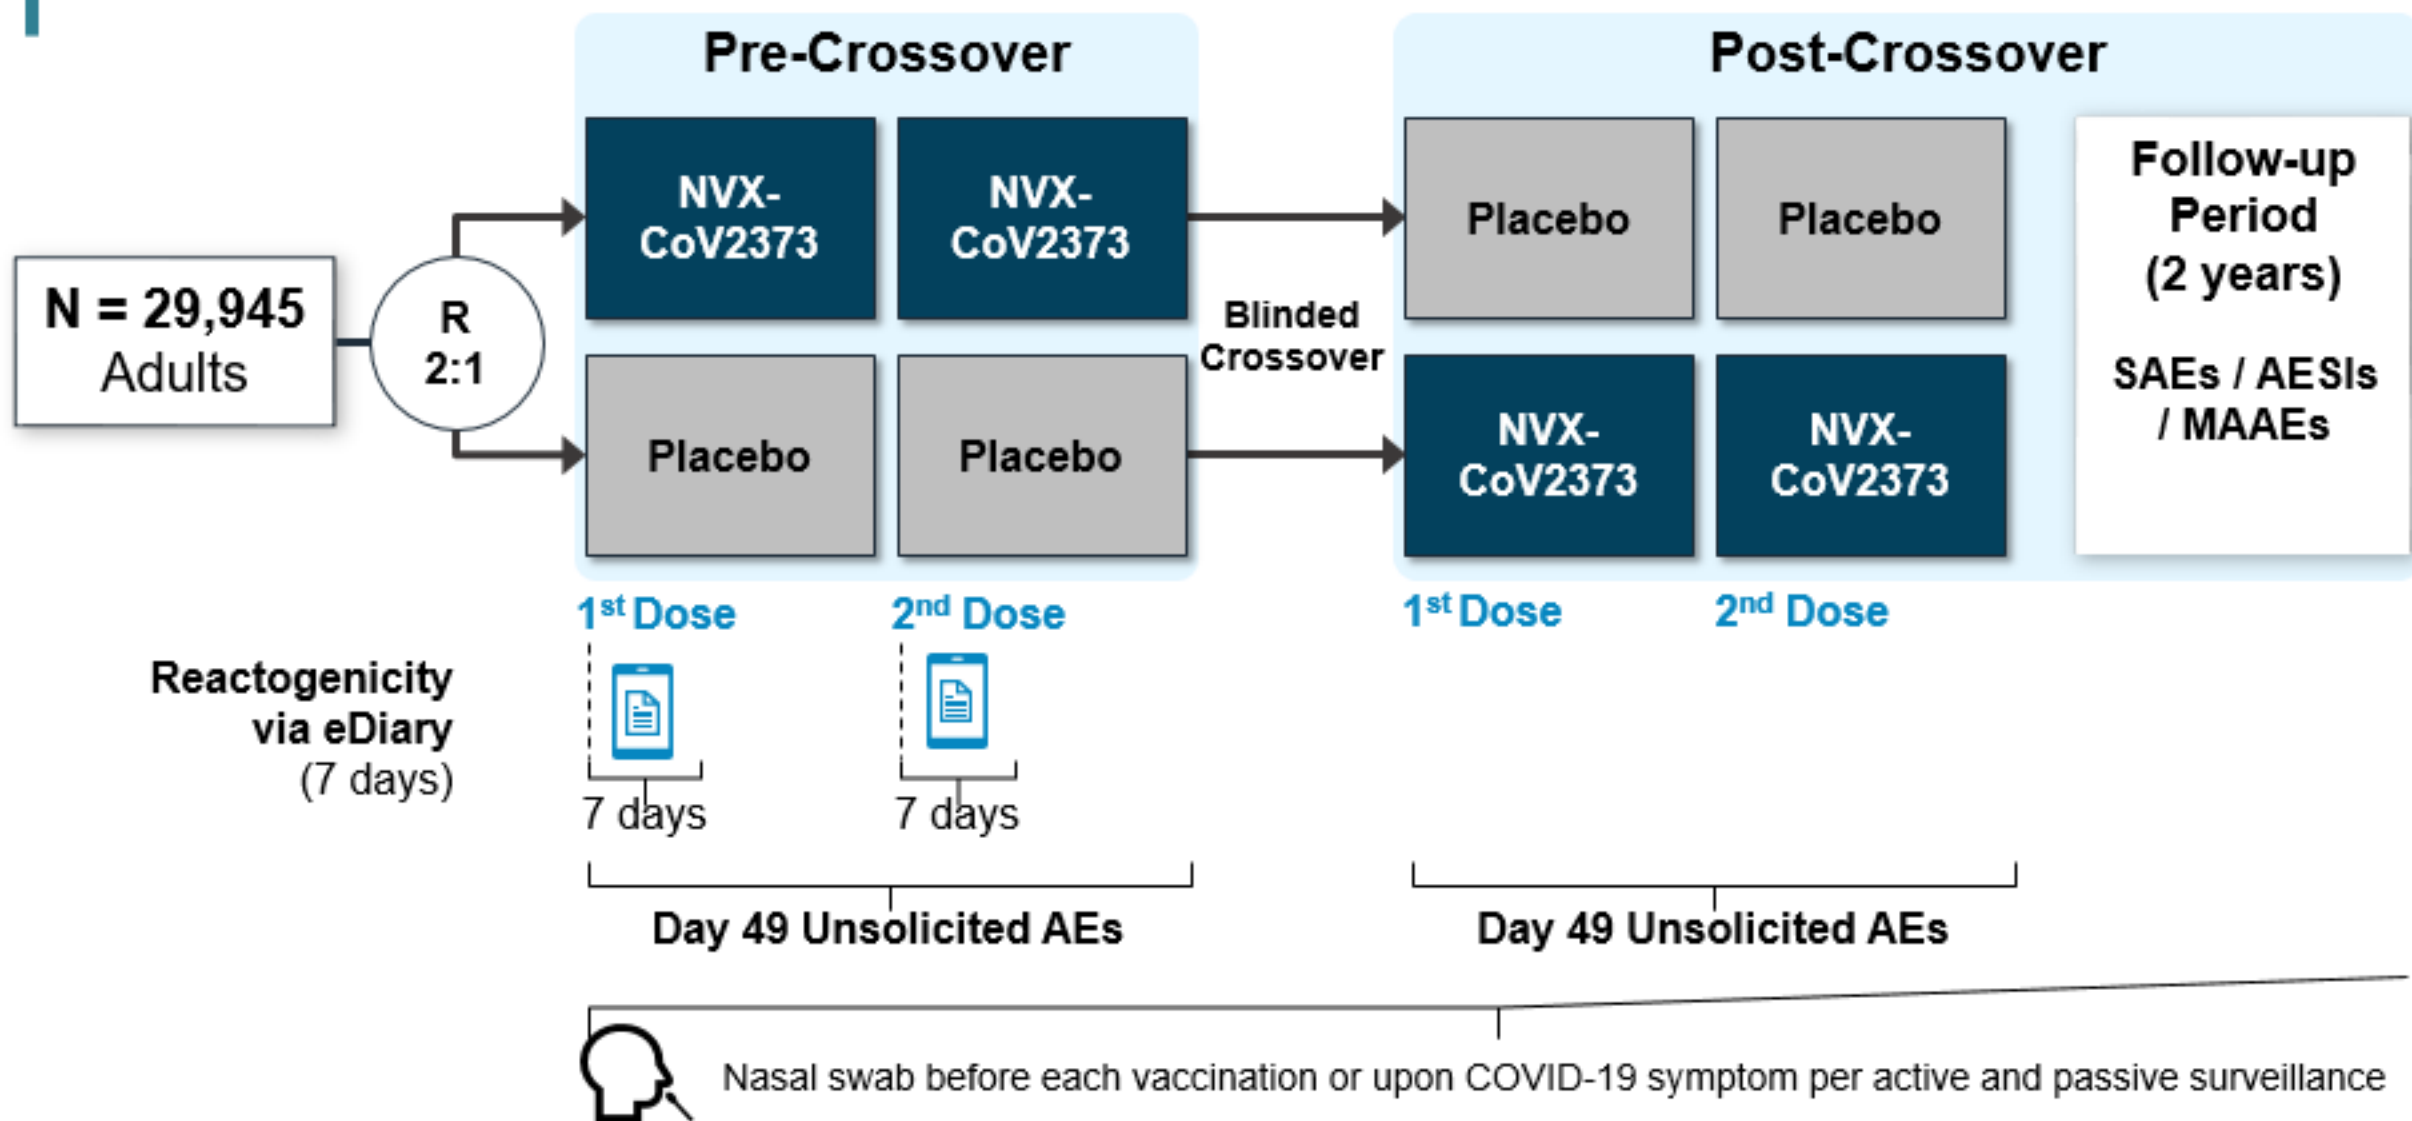 Pre-Crossover
Post-Crossover
N = 29,945
Adults
R
2:1
NVX-
CoV2373
NVX-
CoV2373
Placebo
Placebo
Blinded
Crossover
Placebo
Placebo
NVX-
CoV2373
NVX-
CoV2373
Follow-up
Period
(2 years)
SAEs / AESIs
/ MAAEs
1st Dose
2nd Dose
1st Dose
2nd Dose
Reactogenicity
via eDiary
(7 days)
7 days
7 days
Day 49 Unsolicited AEs
Day 49 Unsolicited AEs
Nasal swab before each vaccination or upon COVID-19 symptom per active and passive surveillance